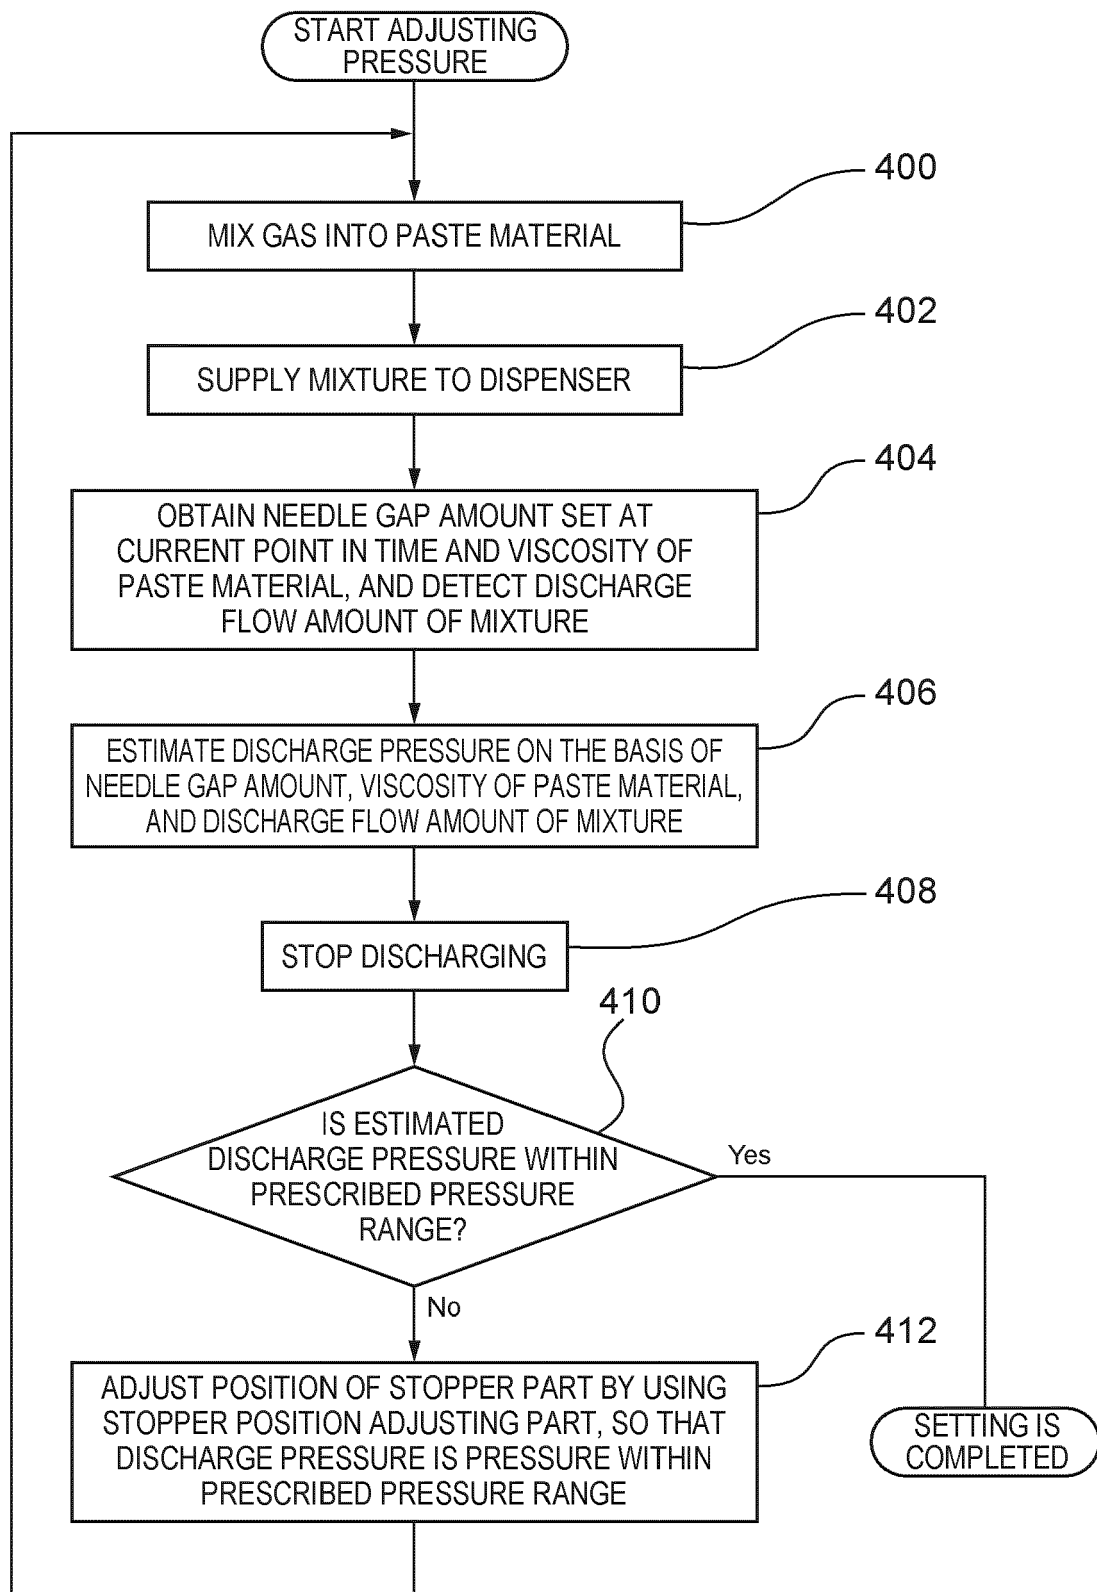 START ADJUSTING
PRESSURE
400
MIX GAS INTO PASTE MATERIAL
402
SUPPLY MIXTURE TO DISPENSER
404
OBTAIN NEEDLE GAP AMOUNT SET AT
CURRENT POINT IN TIME AND VISCOSITY OF
PASTE MATERIAL, AND DETECT DISCHARGE
FLOW AMOUNT OF MIXTURE
406
ESTIMATE DISCHARGE PRESSURE ON THE BASIS OF
NEEDLE GAP AMOUNT, VISCOSITY OF PASTE MATERIAL,
AND DISCHARGE FLOW AMOUNT OF MIXTURE
408
STOP DISCHARGING
410
IS ESTIMATED
DISCHARGE PRESSURE WITHIN
PRESCRIBED PRESSURE
RANGE?
Yes
No
412
ADJUST POSITION OF STOPPER PART BY USING
STOPPER POSITION ADJUSTING PART, SO THAT
DISCHARGE PRESSURE IS PRESSURE WITHIN
PRESCRIBED PRESSURE RANGE
SETTING IS
COMPLETED